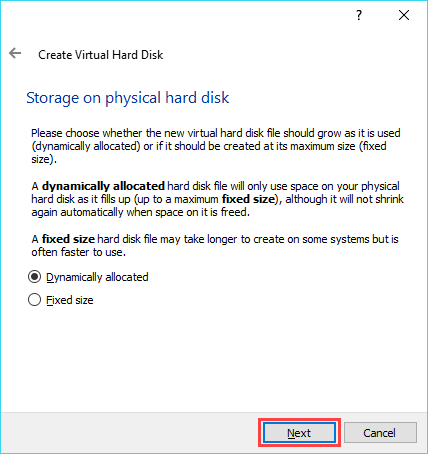 ?
Create Virtual Hard Disk
Storage on physical hard disk
Please choose whether the new virtual hard disk file should grow as it is used
(dynamically allocated) or if it should be created at its maximum size (fixed
size).
A dynamically allocated hard disk file will only use space on your physical
hard disk as it fills up (up to a maximum fixed size), although it will not shrink
again automatically when space on it is freed.
A fixed size hard disk file may take longer to create on some systems but is
often faster to use.
Dynamically allocated
Fixed size
Next
Cancel